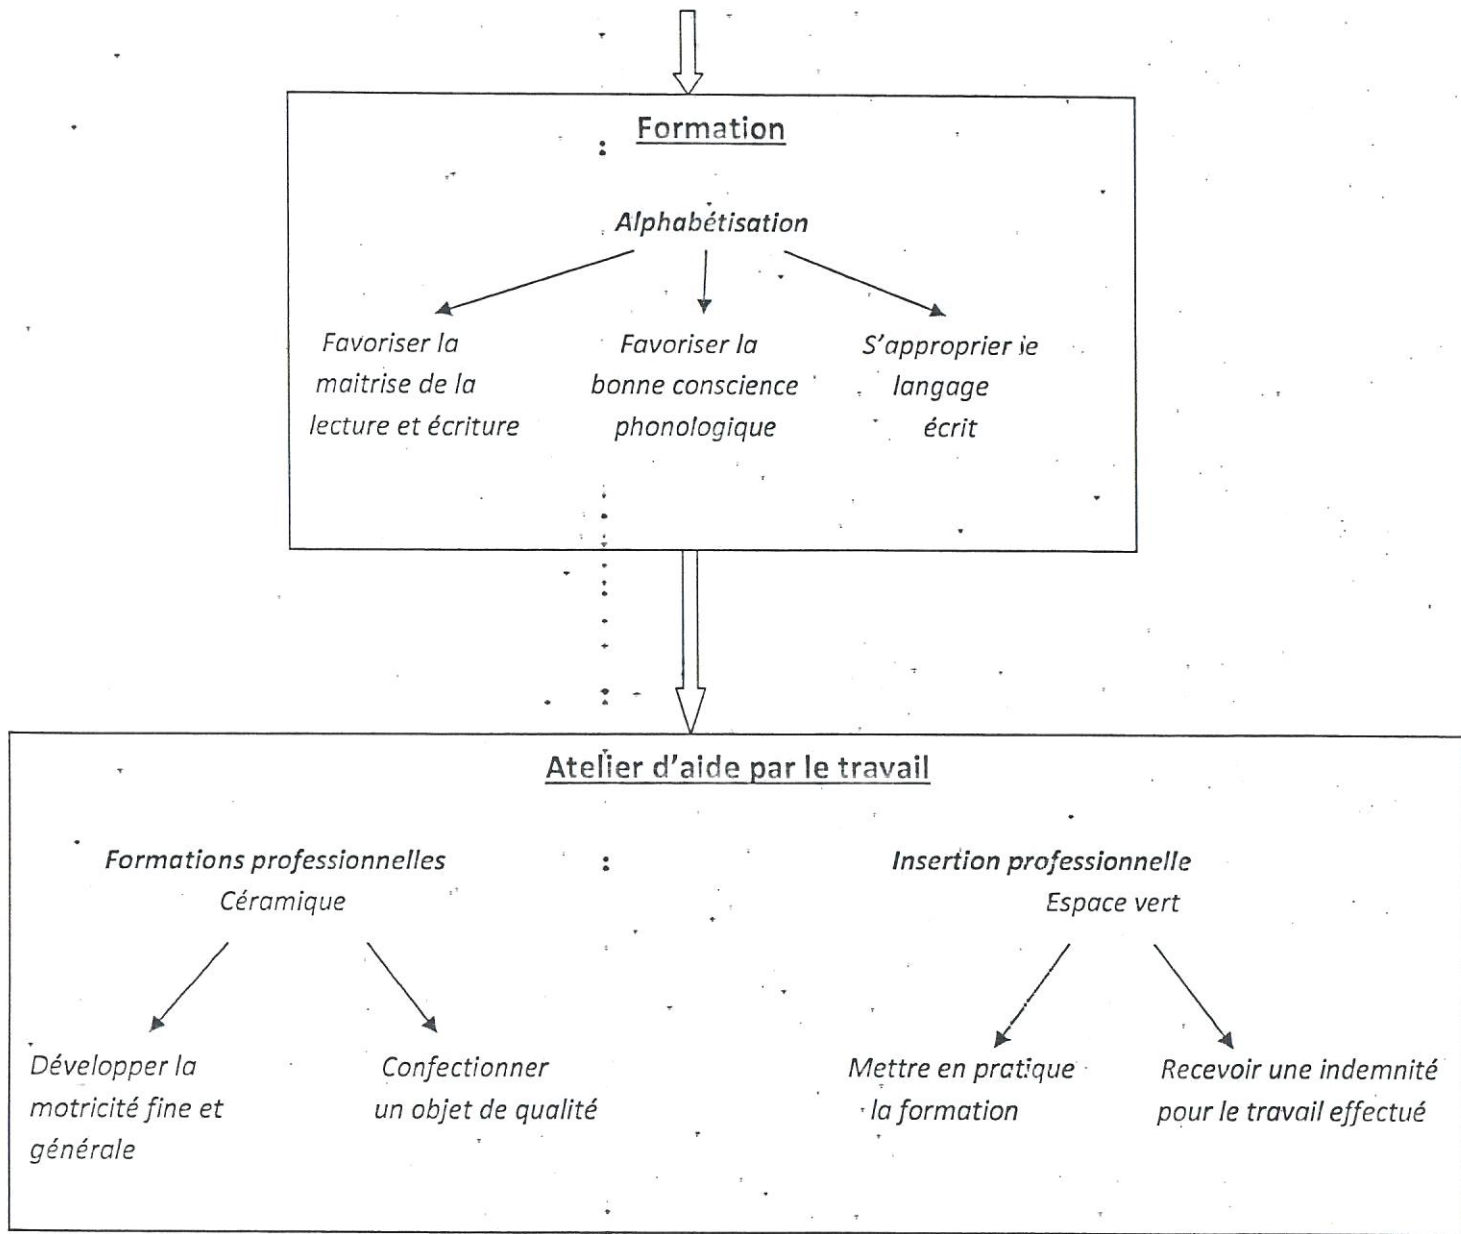 Formation
Alphabétisation
Favoriser la
maitrise de la
lecture et écriture
Favoriser la
bonne conscience
phonologique
S'approprier le
langage
écrit
Atelier d'aide par le travail
Formations professionnelles
Céramique
Développer la
motricité fine et
générale
Confectionner
un objet de qualité
:
Insertion professionnelle
Espace vert
Mettre en pratique
la formation
Recevoir une indemnité
pour le travail effectué